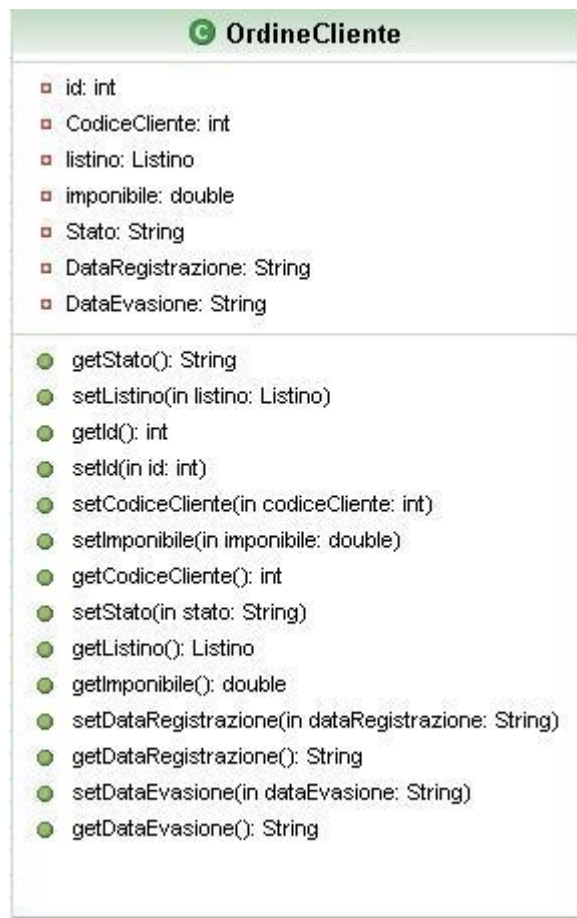 C OrdineCliente
id: int
CodiceCliente: int
listino: Listino
imponibile: double
Stato: String
DataRegistrazione: String
DataEvasione: String
getStato(): String
setListino(in listino: Listino)
getId(): int
setId(in id: int)
setCodiceCliente(in codiceCliente: int)
setImponibile(in imponibile: double)
getCodiceCliente(): int
setStato(in stato: String)
getListino(): Listino
getImponibile(): double
setDataRegistrazione(in dataRegistrazione: String)
getDataRegistrazione(): String
setDataEvasione(in dataEvasione: String)
getDataEvasione(): String